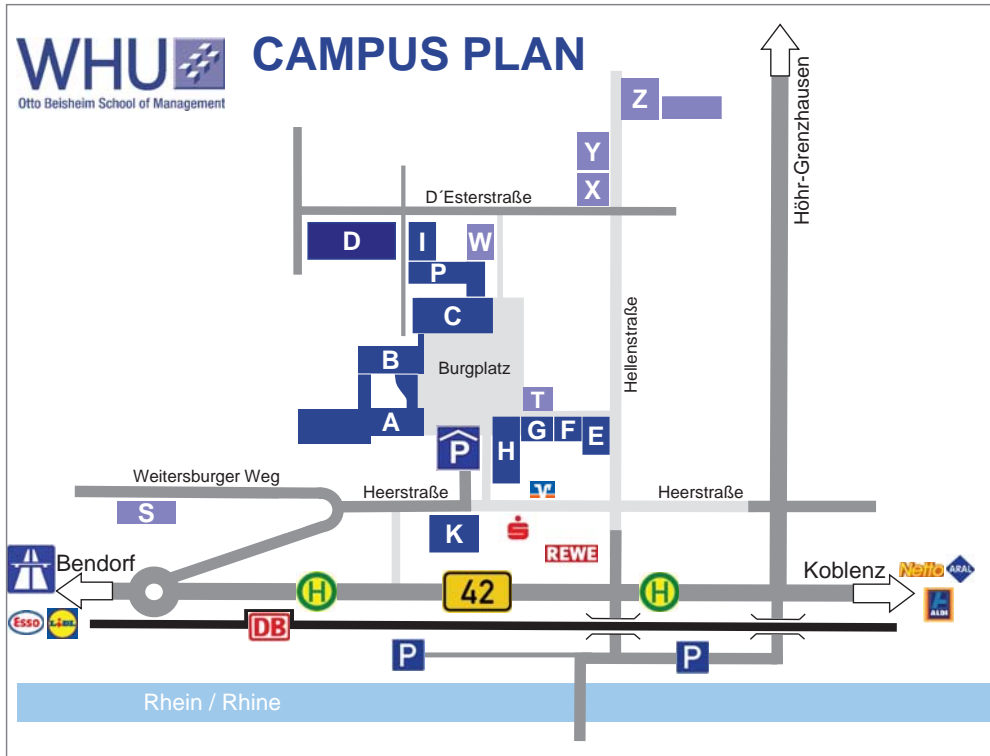 WHU
Otto Beisheim School of Management
CAMPUS PLAN
Höhr-Grenzhausen
Z
Y
X
D´Esterstraße
D
I
W
P
C
Hellenstraße
B
Burgplatz
T
A
G
F
E
H
P
Weitersburger Weg
Heerstraße
Heerstraße
S
K
REWE
Bendorf
Koblenz
Netto
ARAL
H
42
H
ALDI
Esso
LIDL
DB
P
P
Rhein / Rhine